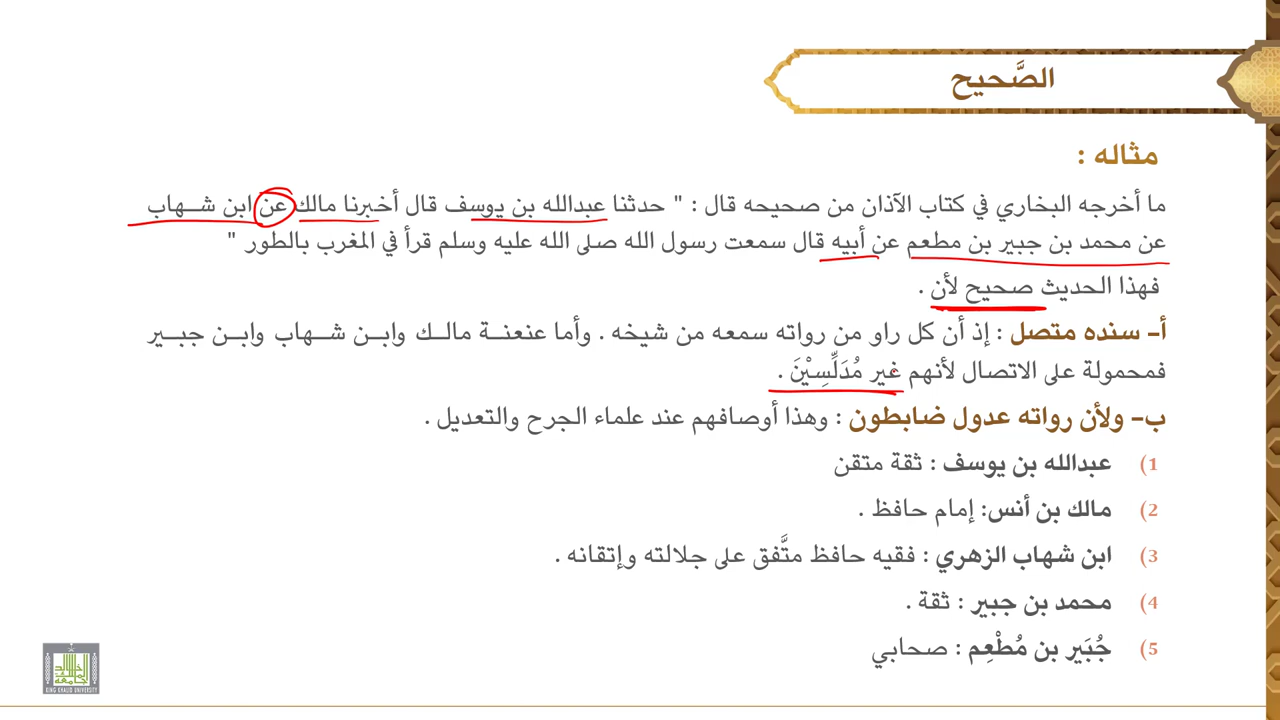 الصَّحيح
مثاله :
ما أخرجه البخاري في كتاب الآذان من صحيحه قال : " حدثنا عبدالله بن يوسف قال أخبرنا مالك عن ابن شهاب
عن محمد بن جبير بن مطعم عن أبيه قال سمعت رسول الله صلى الله عليه وسلم قرأ في المغرب بالطور "
فهذا الحديث صحيح لأن .
أ- سنده متصل : إذ أن كل راو من رواته سمعه من شيخه . وأما عنعنة مالك وابن شهاب وابن جبير
فمحمولة على الاتصال لأنهم غير مُدَلِّسِيْنَ .
ب- ولأن رواته عدول ضابطون : وهذا أوصافهم عند علماء الجرح والتعديل .
1) عبدالله بن يوسف : ثقة متقن
2) مالك بن أنس: إمام حافظ .
3) ابن شهاب الزهري : فقيه حافظ متَّفق على جلالته وإتقانه .
4) محمد بن جبير : ثقة .
5) جُبَير بن مُطْعِم : صحابي
KING KHALID UNIVERSITY